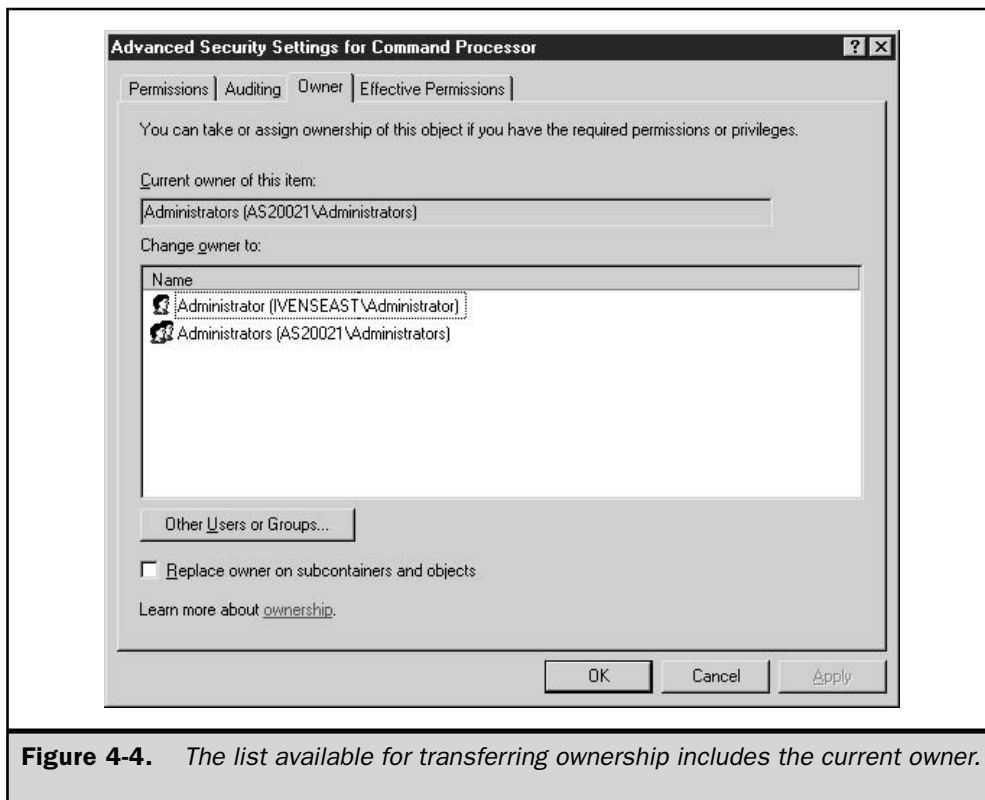 Advanced Security Settings for Command Processor
Permissions Auditing Owner Effective Permissions
You can take or assign ownership of this object if you have the required permissions or privileges.
Current owner of this item:
Administrators (AS20021\Administrators)
Change owner to:
Name
Administrator (IVENSEAST\Administrator)
Administrators (AS20021\Administrators)
Other Users or Groups...
Replace owner on subcontainers and objects
Learn more about ownership.
OK Cancel Apply
Figure 4-4. The list available for transferring ownership includes the current owner.